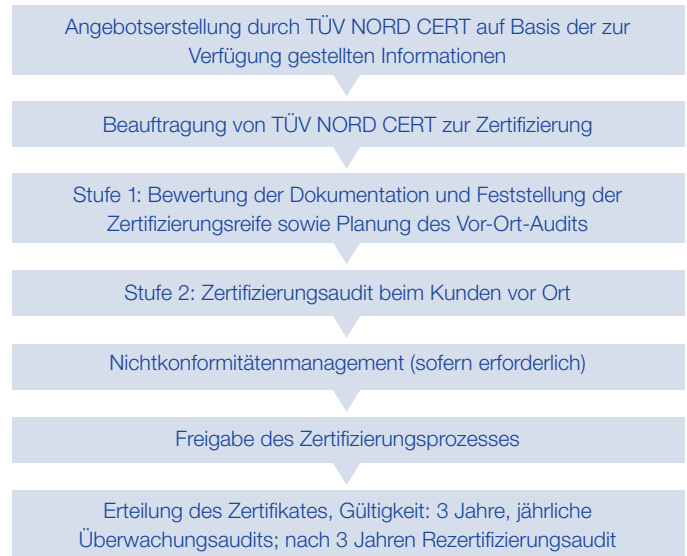 Angebotserstellung durch TÜV NORD CERT auf Basis der zur
Verfügung gestellten Informationen
Beauftragung von TÜV NORD CERT zur Zertifizierung
Stufe 1: Bewertung der Dokumentation und Feststellung der
Zertifizierungsreife sowie Planung des Vor-Ort-Audits
Stufe 2: Zertifizierungsaudit beim Kunden vor Ort
Nichtkonformitätenmanagement (sofern erforderlich)
Freigabe des Zertifizierungsprozesses
Erteilung des Zertifikates, Gültigkeit: 3 Jahre, jährliche
Überwachungsaudits; nach 3 Jahren Rezertifizierungsaudit